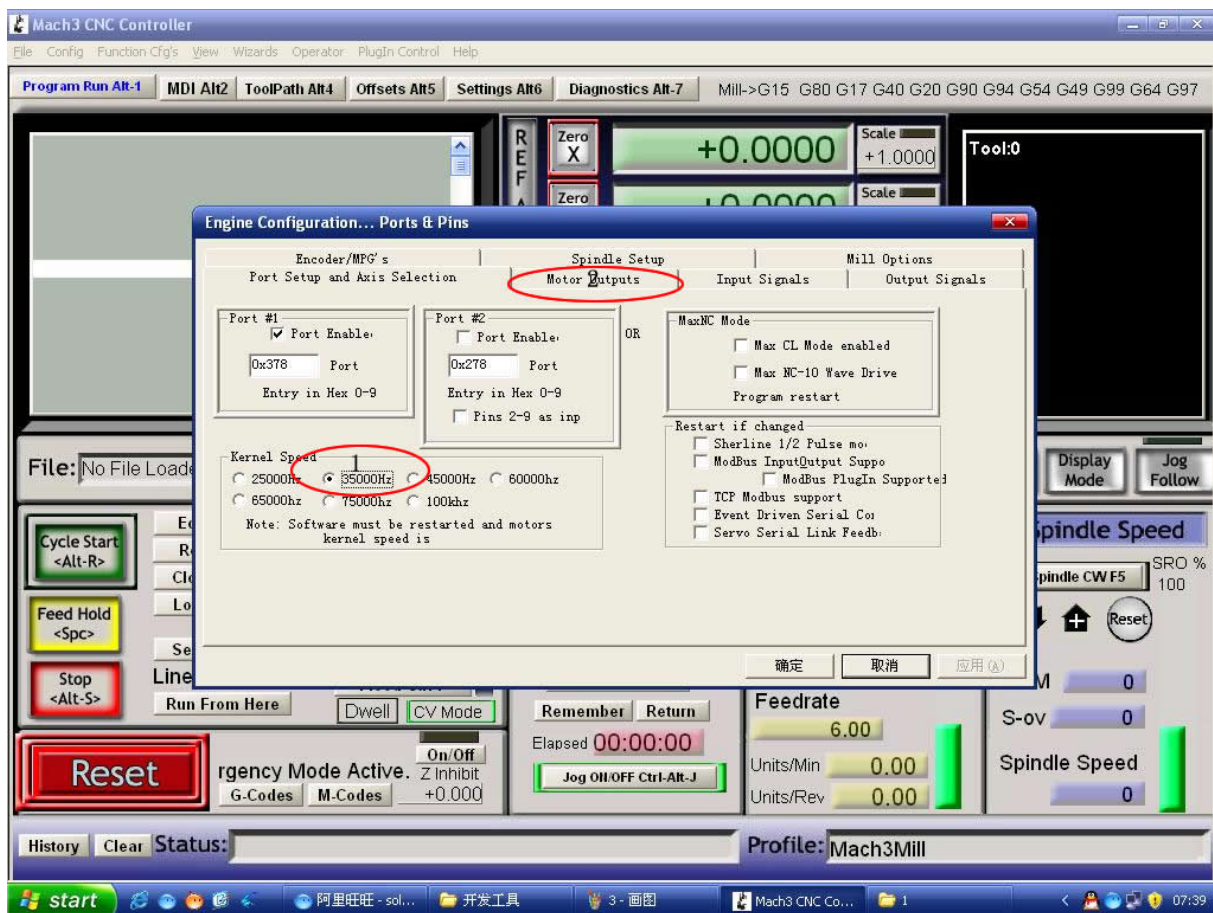 Mach3 CNC Controller
File Config Function Cfg's View Wizards Operator PlugIn Control Help
Program Run Alt-1 MDI Alt2 ToolPath Alt4 Offsets Alt5 Settings Alt6 Diagnostics Alt-7 Mill->G15 G80 G17 G40 G20 G90 G94 G54 G49 G99 G64 G97
R
E
F
Zero
X
+0.0000
Scale
+1.0000
Tool:0
Zero
Scale
Engine Configuration... Ports & Pins
Encoder/MPG's Spindle Setup Mill Options
Port Setup and Axis Selection Motor Outputs Input Signals Output Signals
2
Port #1
Port Enable
0x378 Port
Entry in Hex 0-9
Port #2
Port Enable
0x278 Port
Entry in Hex 0-9
Pins 2-9 as inp
OR
MaxNC Mode
Max CL Mode enabled
Max NC-10 Wave Drive
Program restart
Restart if changed
Sherline 1/2 Pulse mo
ModBus InputOutput Suppo
ModBus PlugIn Supported
TCP Modbus support
Event Driven Serial Co
Servo Serial Link Feedb
Kernel Speed
1
25000Hz 35000Hz 45000Hz 60000hz
65000hz 75000hz 100khz
Note: Software must be restarted and motors
kernel speed is
确定 取消 应用(A)
File: No File Loade
Display
Mode
Jog
Follow
Cycle Start
<Alt-R>
Feed Hold
<Spc>
Stop
<Alt-S>
Ed
R
Clo
Lo
Se
Line
Run From Here
Dwell CV Mode
Reset
rgency Mode Active.
G-Codes M-Codes
On/Off
Z Inhibit
+0.000
Remember Return
Elapsed 00:00:00
Jog ON/OFF Ctrl-Alt-J
Feedrate
6.00
Units/Min 0.00
Units/Rev 0.00
pindle Speed
pindle CW F5
SRO %
100
Reset
M 0
S-ov 0
Spindle Speed
0
History Clear Status:
Profile: Mach3Mill
start 阿里旺旺 - sol... 开发工具 3 - 画图 Mach3 CNC Co... 1 07:39